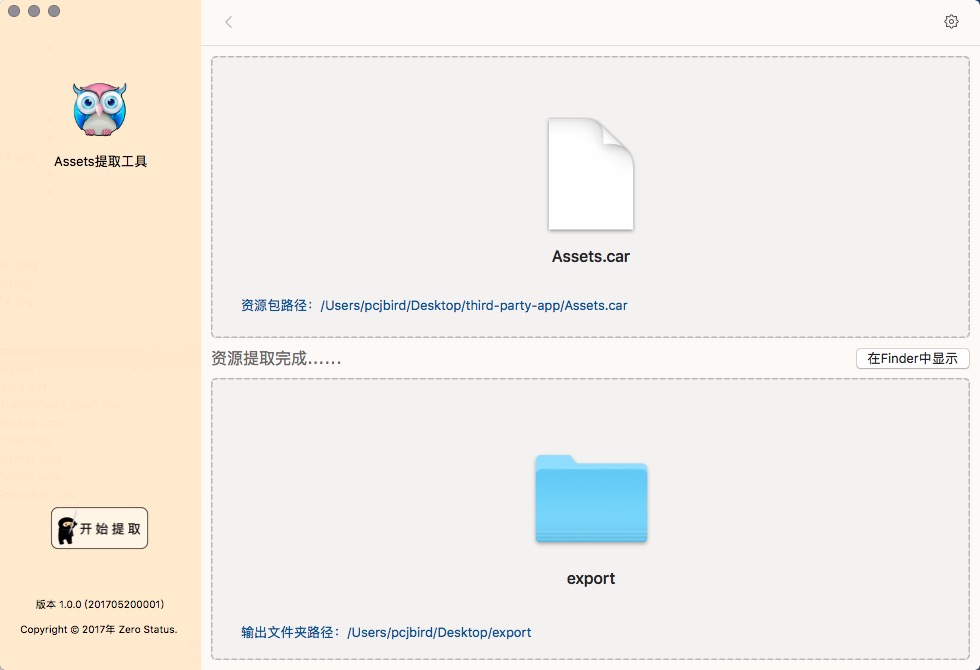 Assets提取工具
开始提取
版本 1.0.0 (201705200001)
Copyright © 2017年 Zero Status.
Assets.car
资源包路径：/Users/pcjbird/Desktop/third-party-app/Assets.car
资源提取完成......
在Finder中显示
export
输出文件夹路径：/Users/pcjbird/Desktop/export